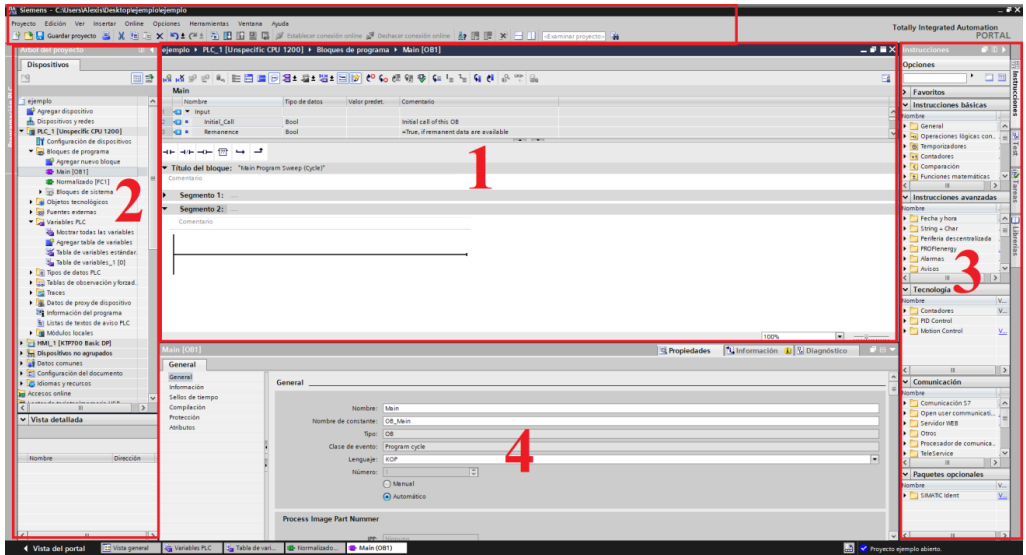 Siemens - C:\Users\Alexis\Desktop\ejemplo\ejemplo
Proyecto Edición Ver Insertar Online Opciones Herramientas Ventana Ayuda
Guardar proyecto Establecer conexión online Deshacer conexión online <Examinar proyecto>
Totally Integrated Automation
PORTAL
Árbol del proyecto
Dispositivos
ejemplo
Agregar dispositivo
Dispositivos y redes
PLC_1 [Unspecific CPU 1200]
Configuración de dispositivos
Bloques de programa
Agregar nuevo bloque
Main [OB1]
Normalizado [FC1]
Bloques de sistema
Objetos tecnológicos
Fuentes externas
Variables PLC
Mostrar todas las variables
Agregar tabla de variables
Tabla de variables estándar.
Tabla de variables_1 [0]
Tipos de datos PLC
Tablas de observación y forzad.
Traces
Datos de proxy de dispositivo
Información del programa
Listas de textos de aviso PLC
Módulos locales
HMI_1 [KTP700 Basic DP]
Dispositivos no agrupados
Datos comunes
Configuración del documento
Idiomas y recursos
Accesos online
Vista detallada
Nombre Dirección
2
ejemplo PLC_1 [Unspecific CPU 1200] Bloques de programa Main [OB1]
Main
Nombre Tipo de datos Valor predet. Comentario
Input
Initial_Call Bool Initial call of this OB
Remanence Bool =True, if remanent data are available
Título del bloque: "Main Program Sweep (Cycle)"
Comentario
Segmento 1: ....
Segmento 2: ....
Comentario
100%
1
Main [OB1]
Propiedades Información Diagnóstico
General
General
Información
Sellos de tiempo
Compilación
Protección
Atributos
General
Nombre: Main
Nombre de constante: OB_Main
Tipo: OB
Clase de evento: Program cycle
Lenguaje: KOP
Número:
Manual
Automático
Process Image Part Nummer
4
Instrucciones
Opciones
Favoritos
Instrucciones básicas
Nombre
General
Operaciones lógicas con..
Temporizadores
Contadores
Comparación
Funciones matemáticas
Instrucciones avanzadas
Nombre
Fecha y hora
String + Char
Periferia descentralizada
PROFIenergy
Alarmas
Avisos
Tecnología
Nombre V...
Contadores V...
PID Control
Motion Control V...
Comunicación
Nombre
Comunicación S7
Open user communicati...
Servidor WEB
Otros
Procesador de comunica..
TeleService
Paquetes opcionales
Nombre V...
SIMATIC Ident V...
3
Instrucciones
Test
Tareas
Librerías
Vista del portal Vista general Variables PLC Tabla de vari... Normalizado... Main (OB1) Proyecto ejemplo abierto.